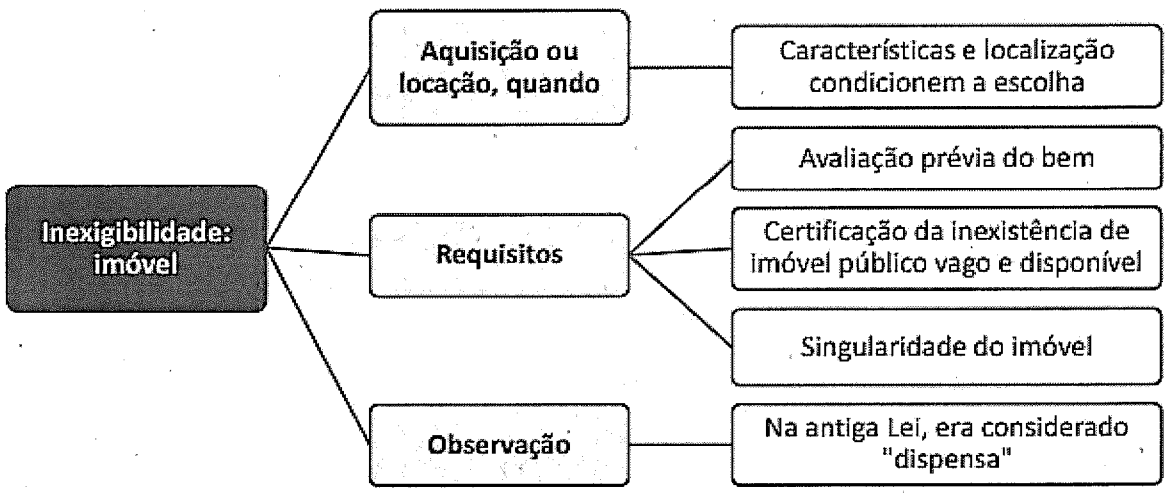 Inexigibilidade:
imóvel
Aquisição ou
locação, quando
Características e localização
condicionem a escolha
Requisitos
Avaliação prévia do bem
Certificação da inexistência de
imóvel público vago e disponível
Singularidade do imóvel
Observação
Na antiga Lei, era considerado
"dispensa"